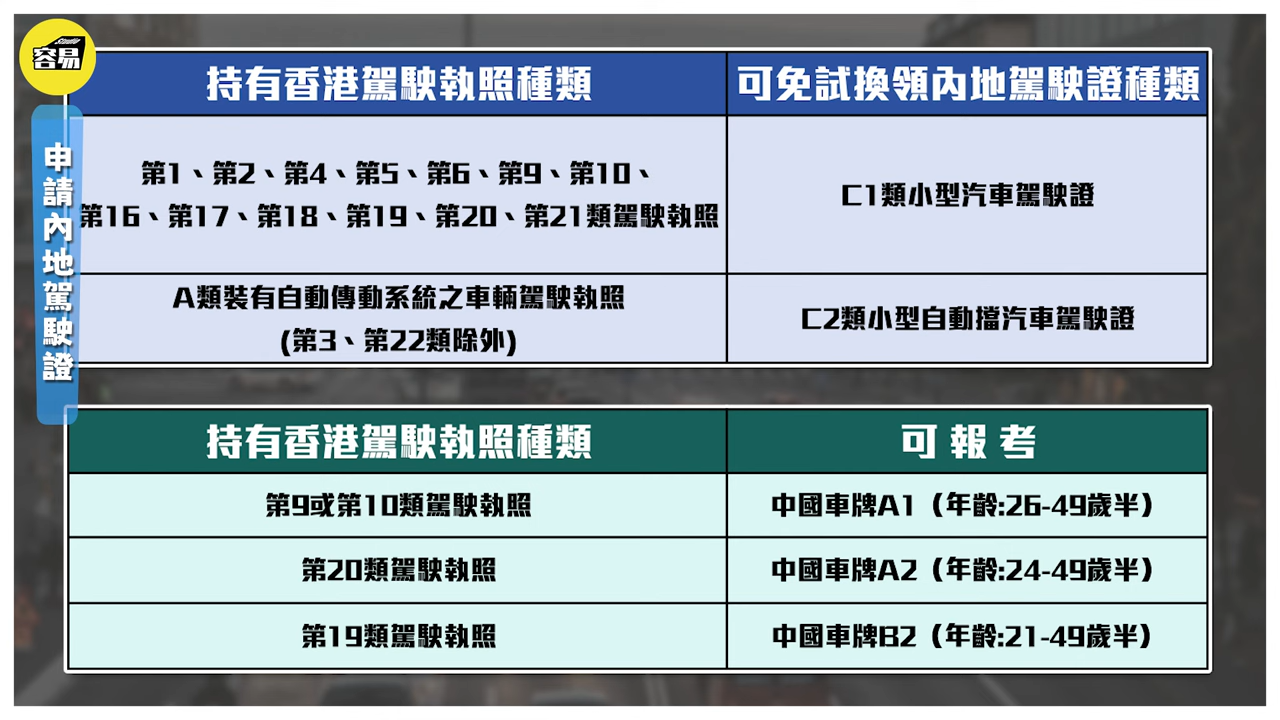 Studio
容易
申請內地駕駛證
持有香港駕駛執照種類
可免試換領內地駕駛證種類
第1、第2、第4、第5、第6、第9、第10、
第16、第17、第18、第19、第20、第21類駕駛執照
C1類小型汽車駕駛證
A類裝有自動傳動系統之車輛駕駛執照
(第3、第22類除外)
C2類小型自動擋汽車駕駛證
持有香港駕駛執照種類
可報考
第9或第10類駕駛執照
中國車牌A1（年齡:26-49歲半）
第20類駕駛執照
中國車牌A2（年齡:24-49歲半）
第19類駕駛執照
中國車牌B2（年齡:21-49歲半）